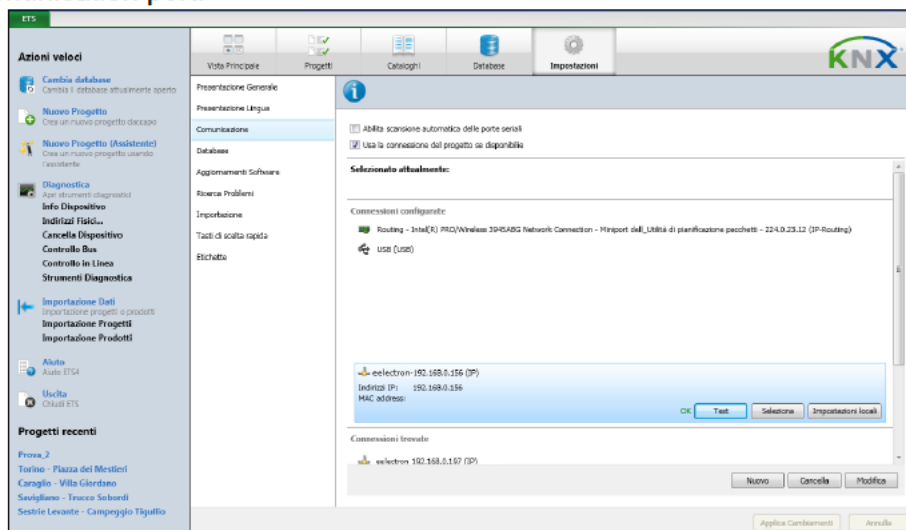 ETS
Azioni veloci
Cambia database
Cambia il database attualmente aperto
Nuovo Progetto
Crea un nuovo progetto daccapo
Nuovo Progetto (Assistente)
Crea un nuovo progetto usando
l'assistente
Diagnostica
Apri strumenti diagnostici
Info Dispositivo
Indirizzi Fisici...
Cancella Dispositivo
Controllo Bus
Controllo in Linea
Strumenti Diagnostica
Importazione Dati
Importazione progetti o prodotti
Importazione Progetti
Importazione Prodotti
Aiuto
Aiuto ETS4
Uscita
Chiudi ETS
Progetti recenti
Prova_2
Torino - Piazza dei Mestieri
Caraglio - Villa Giordano
Savigliano - Trucco Sobordi
Sestrie Levante - Campeggio Tigullio
Vista Principale
Progetti
Cataloghi
Database
Impostazioni
KNX
Presentazione Generale
Presentazione Lingua
Comunicazione
Database
Aggiornamenti Software
Ricerca Problemi
Importazione
Tasti di scelta rapida
Etichette
Abilita scansione automatica delle porte seriali
Usa la connessione del progetto se disponibile
Selezionato attualmente:
Connessioni configurate
Routing - Intel(R) PRO/Wireless 3945ABG Network Connection - Miniport dell_Utilità di pianificazione pacchetti - 224.0.23.12 (IP-Routing)
USB (USB)
eelectron-192.168.0.156 (IP)
Indirizzi IP: 192.168.0.156
MAC address:
OK Test Seleziona Impostazioni locali
Connessioni trovate
eelectron 192.168.0.197 (IP)
Nuovo Cancella Modifica
Applica Cambiamenti Annulla